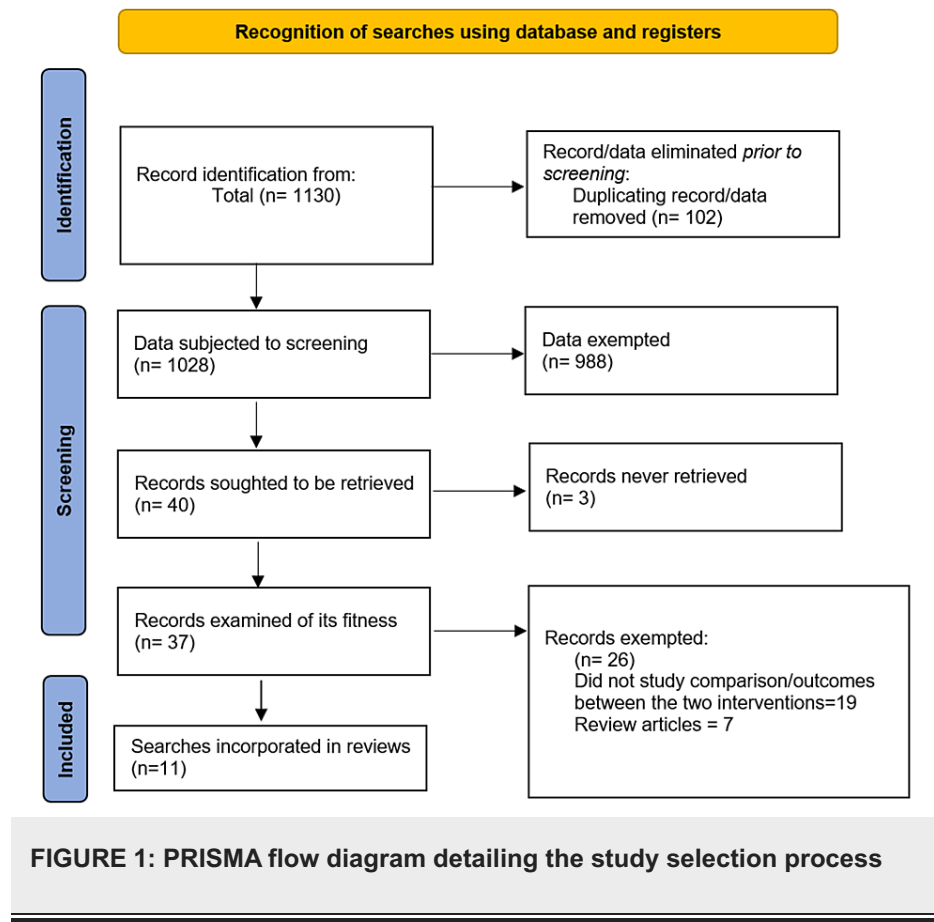 Recognition of searches using database and registers
Identification
Record identification from:
Total (n= 1130)
Record/data eliminated prior to
screening:
Duplicating record/data
removed (n= 102)
Screening
Data subjected to screening
(n= 1028)
Data exempted
(n= 988)
Records soughted to be retrieved
(n= 40)
Records never retrieved
(n= 3)
Records examined of its fitness
(n= 37)
Records exempted:
(n= 26)
Did not study comparison/outcomes
between the two interventions=19
Review articles = 7
Included
Searches incorporated in reviews
(n=11)
FIGURE 1: PRISMA flow diagram detailing the study selection process